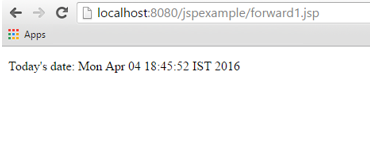 localhost:8080/jspexample/forward1.jsp
Apps
Today's date: Mon Apr 04 18:45:52 IST 2016